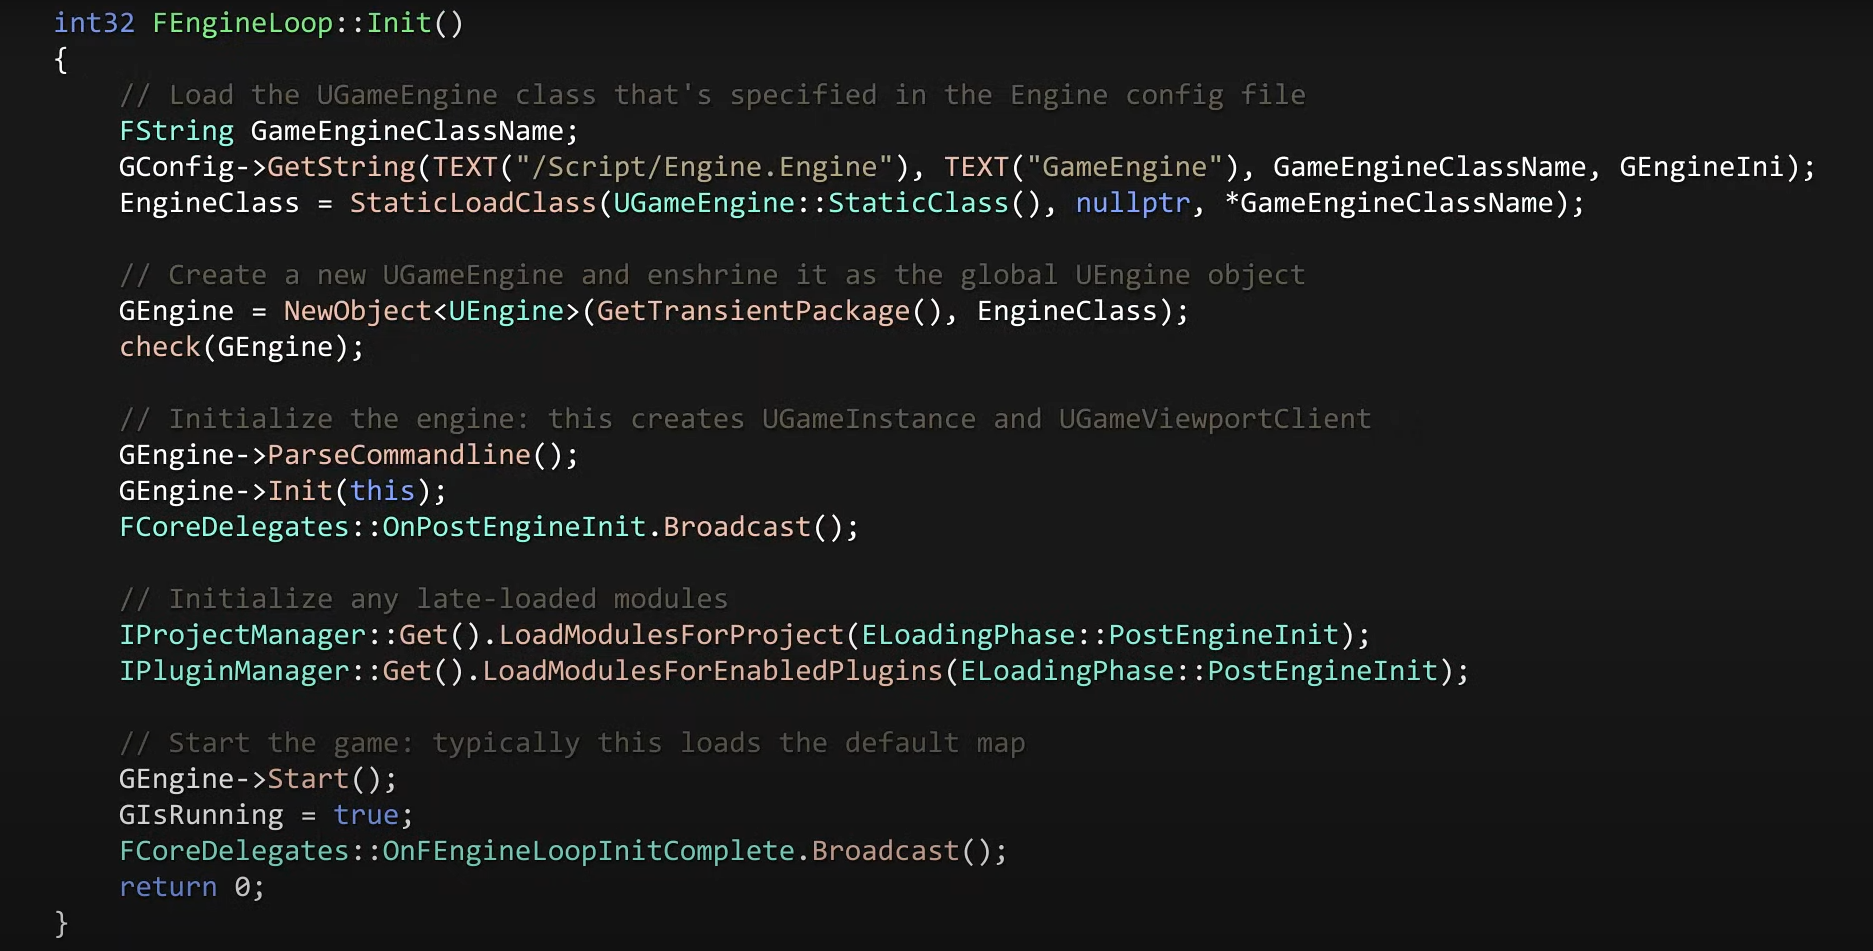 int32 FEngineLoop::Init()
{
    // Load the UGameEngine class that's specified in the Engine config file
    FString GameEngineClassName;
    GConfig->GetString(TEXT("/Script/Engine.Engine"), TEXT("GameEngine"), GameEngineClassName, GEngineIni);
    EngineClass = StaticLoadClass(UGameEngine::StaticClass(), nullptr, *GameEngineClassName);

    // Create a new UGameEngine and enshrine it as the global UEngine object
    GEngine = NewObject<UEngine>(GetTransientPackage(), EngineClass);
    check(GEngine);

    // Initialize the engine: this creates UGameInstance and UGameViewportClient
    GEngine->ParseCommandline();
    GEngine->Init(this);
    FCoreDelegates::OnPostEngineInit.Broadcast();

    // Initialize any late-loaded modules
    IProjectManager::Get().LoadModulesForProject(ELoadingPhase::PostEngineInit);
    IPluginManager::Get().LoadModulesForEnabledPlugins(ELoadingPhase::PostEngineInit);

    // Start the game: typically this loads the default map
    GEngine->Start();
    GIsRunning = true;
    FCoreDelegates::OnFEngineLoopInitComplete.Broadcast();
    return 0;
}